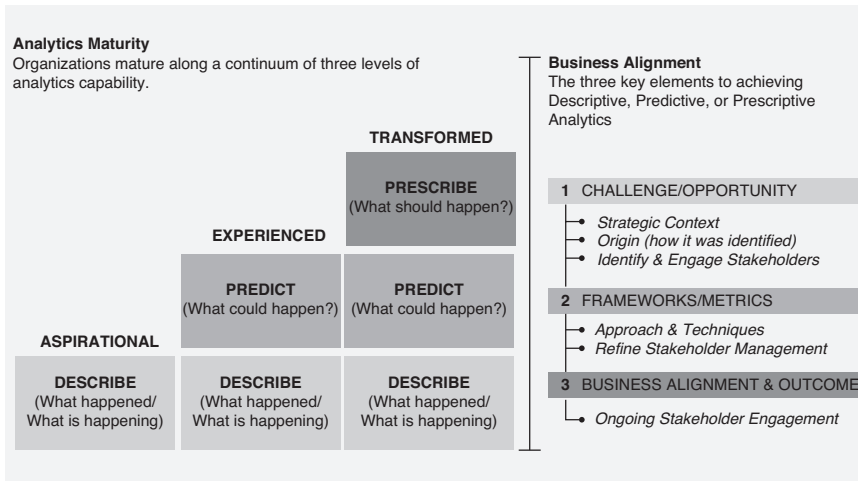 Analytics Maturity
Organizations mature along a continuum of three levels of
analytics capability.
TRANSFORMED
PRESCRIBE
(What should happen?)
EXPERIENCED
PREDICT
(What could happen?)
PREDICT
(What could happen?)
ASPIRATIONAL
DESCRIBE
(What happened/
What is happening)
DESCRIBE
(What happened/
What is happening)
DESCRIBE
(What happened/
What is happening)
Business Alignment
The three key elements to achieving
Descriptive, Predictive, or Prescriptive
Analytics
1 CHALLENGE/OPPORTUNITY
Strategic Context
Origin (how it was identified)
Identify & Engage Stakeholders
2 FRAMEWORKS/METRICS
Approach & Techniques
Refine Stakeholder Management
3 BUSINESS ALIGNMENT & OUTCOME
Ongoing Stakeholder Engagement